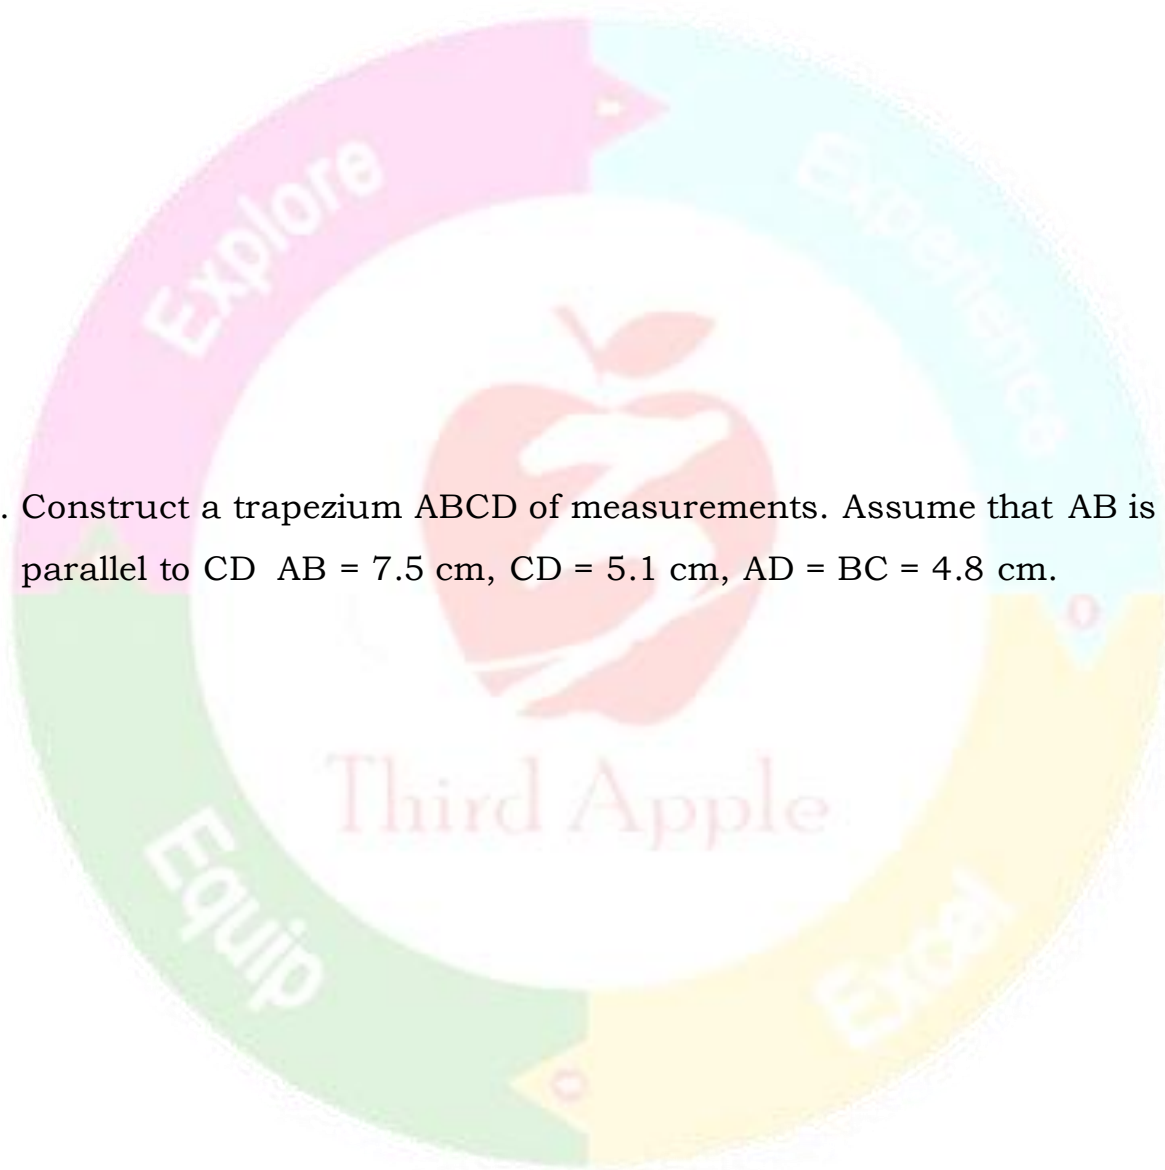 Explore
Experience
. Construct a trapezium ABCD of measurements. Assume that AB is
parallel to CD AB = 7.5 cm, CD = 5.1 cm, AD = BC = 4.8 cm.
Third Apple
Equip
Excel